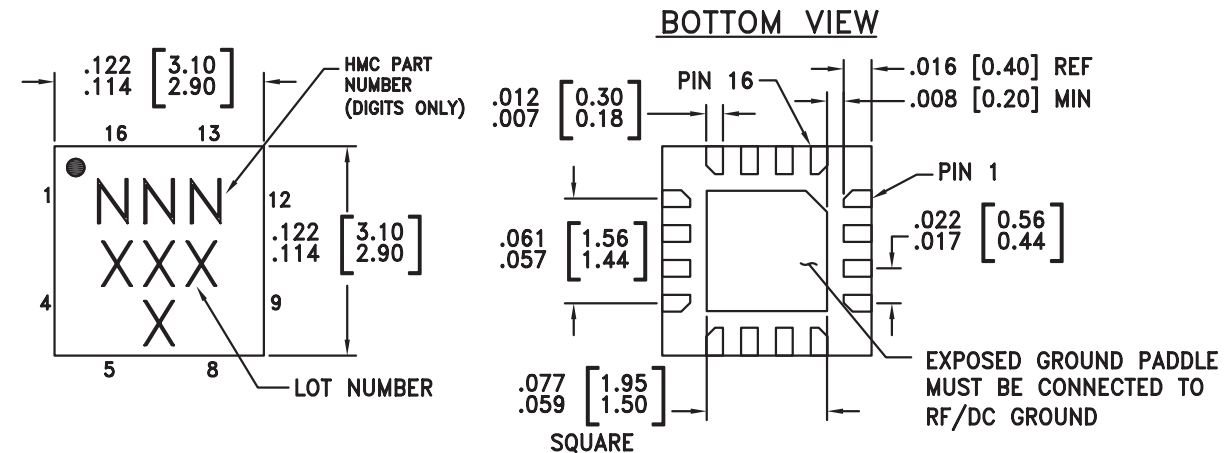 BOTTOM VIEW
.122 [3.10]
.114 [2.90]
HMC PART
NUMBER
(DIGITS ONLY)
16 13
1
12
4
9
5 8
NNN
XXX
X
.122 [3.10]
.114 [2.90]
LOT NUMBER
PIN 16
.012 [0.30]
.007 [0.18]
.016 [0.40] REF
.008 [0.20] MIN
PIN 1
.022 [0.56]
.017 [0.44]
.061 [1.56]
.057 [1.44]
.077 [1.95]
.059 [1.50]
SQUARE
EXPOSED GROUND PADDLE
MUST BE CONNECTED TO
RF/DC GROUND